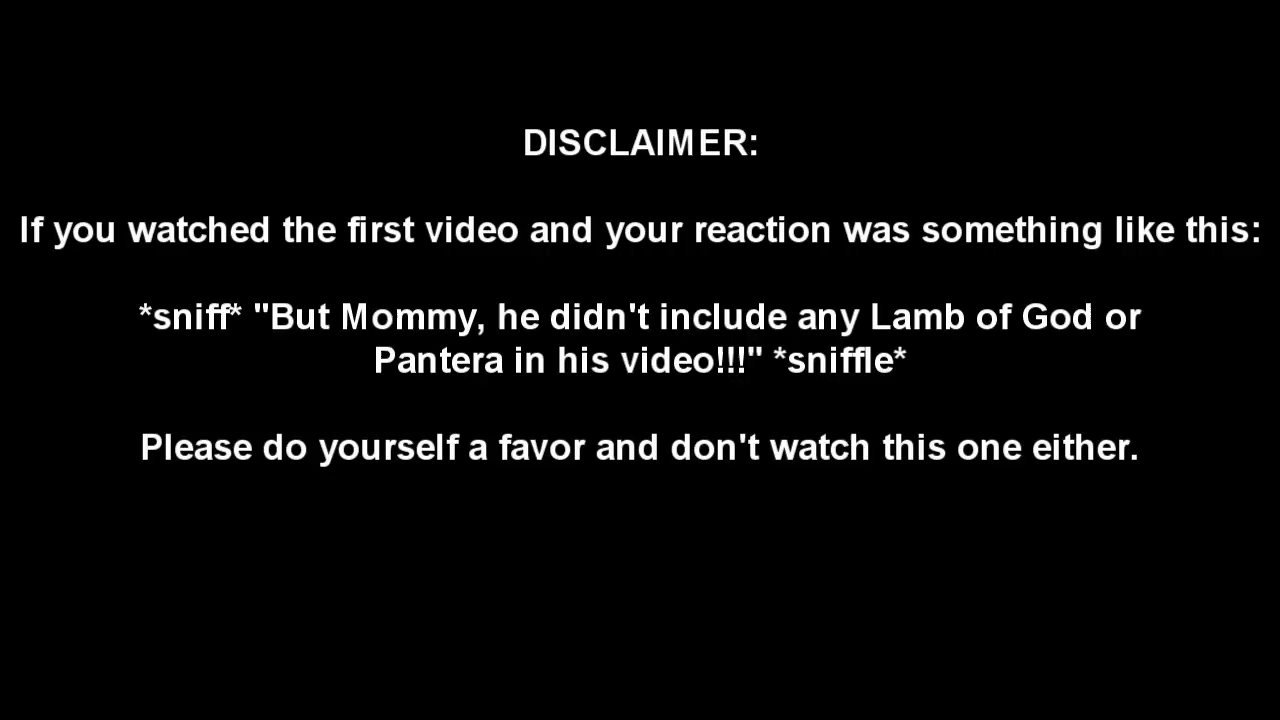 DISCLAIMER:
If you watched the first video and your reaction was something like this:
*sniff* "But Mommy, he didn't include any Lamb of God or
Pantera in his video!!!" *sniffle*
Please do yourself a favor and don't watch this one either.